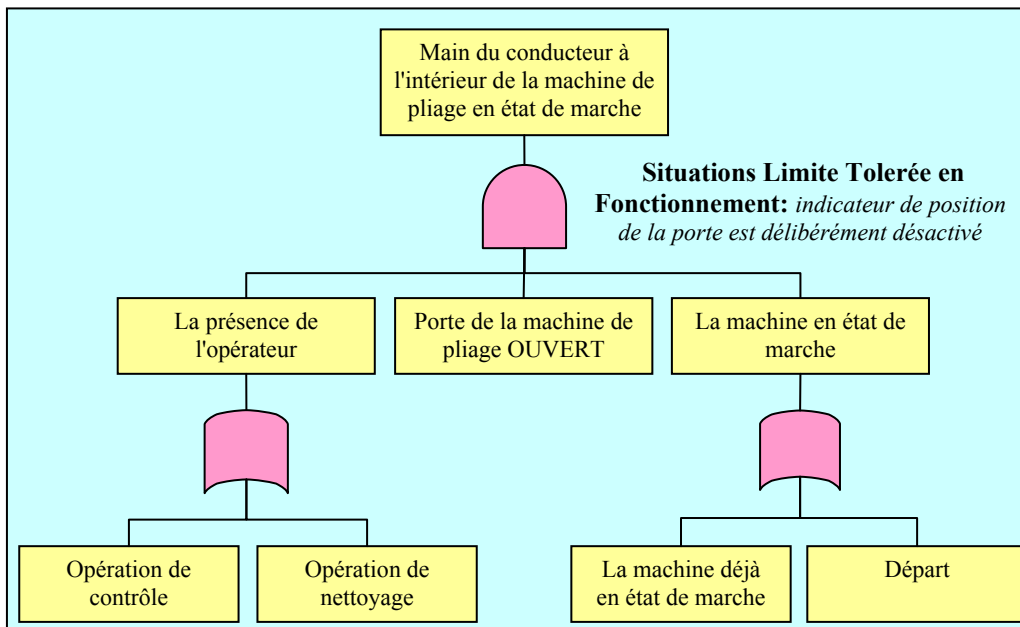 Main du conducteur à
l'intérieur de la machine de
pliage en état de marche
Situations Limite Tolerée en
Fonctionnement: indicateur de position
de la porte est délibérément désactivé
La présence de
l'opérateur
Porte de la machine de
pliage OUVERT
La machine en état de
marche
Opération de
contrôle
Opération de
nettoyage
La machine déjà
en état de marche
Départ